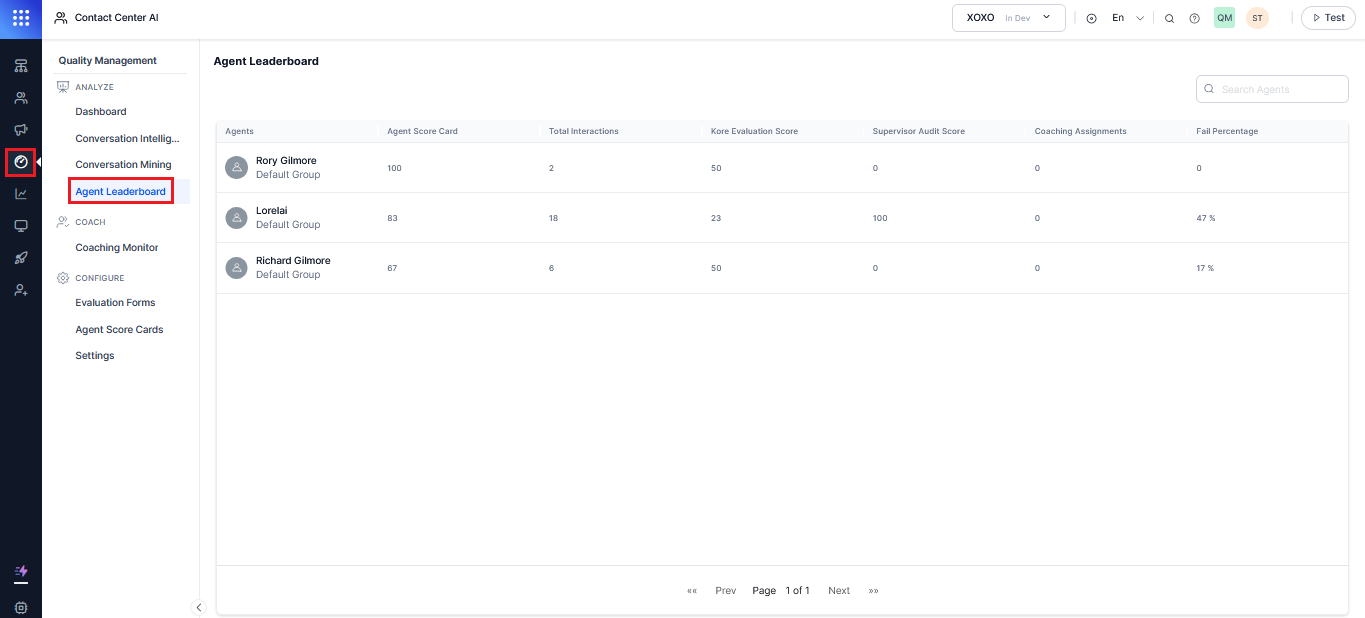 Contact Center AI
XOXO In Dev
En
QM
ST
Test
Quality Management
ANALYZE
Dashboard
Conversation Intellig...
Conversation Mining
Agent Leaderboard
COACH
Coaching Monitor
CONFIGURE
Evaluation Forms
Agent Score Cards
Settings
Agent Leaderboard
Search Agents
Agents Agent Score Card Total Interactions Kore Evaluation Score Supervisor Audit Score Coaching Assignments Fail Percentage
Rory Gilmore
Default Group
100 2 50 0 0 0
Lorelai
Default Group
83 18 23 100 0 47 %
Richard Gilmore
Default Group
67 6 50 0 0 17 %
«« Prev Page 1 of 1 Next »»